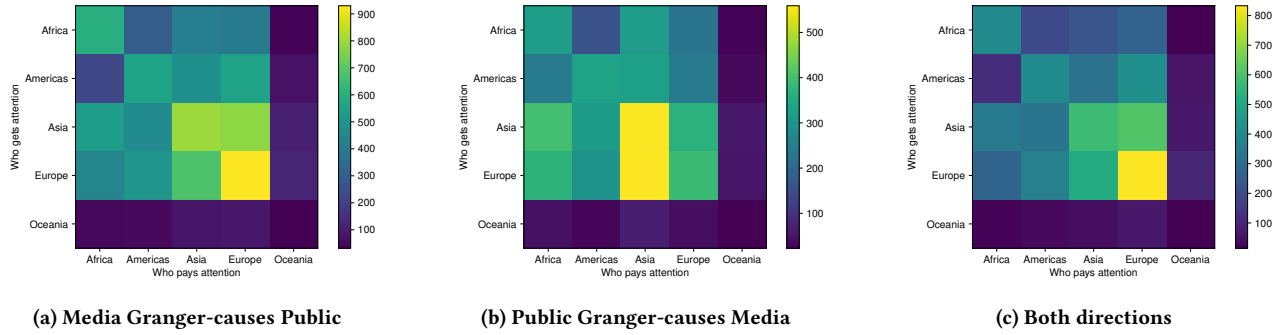 Africa
Americas
Asia
Europe
Oceania
Who gets attention
Africa Americas Asia Europe Oceania
Who pays attention
900
800
700
600
500
400
300
200
100
(a) Media Granger-causes Public
Africa
Americas
Asia
Europe
Oceania
Who gets attention
Africa Americas Asia Europe Oceania
Who pays attention
500
400
300
200
100
(b) Public Granger-causes Media
Africa
Americas
Asia
Europe
Oceania
Who gets attention
Africa Americas Asia Europe Oceania
Who pays attention
800
700
600
500
400
300
200
100
(c) Both directions